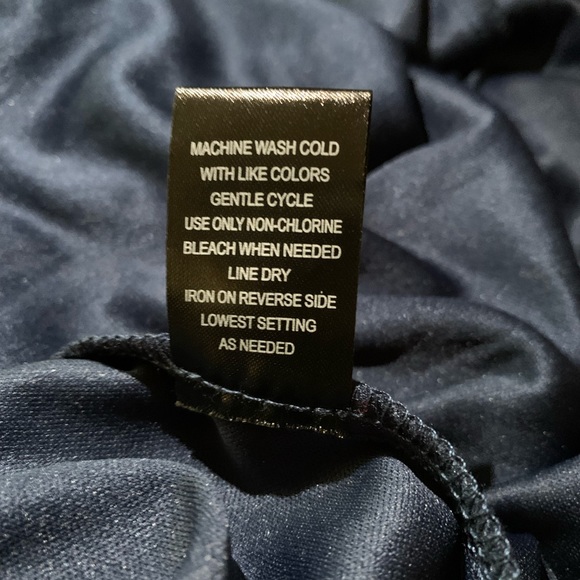 MACHINE WASH COLD
WITH LIKE COLORS
GENTLE CYCLE
USE ONLY NON-CHLORINE
BLEACH WHEN NEEDED
LINE DRY
IRON ON REVERSE SIDE
LOWEST SETTING
AS NEEDED